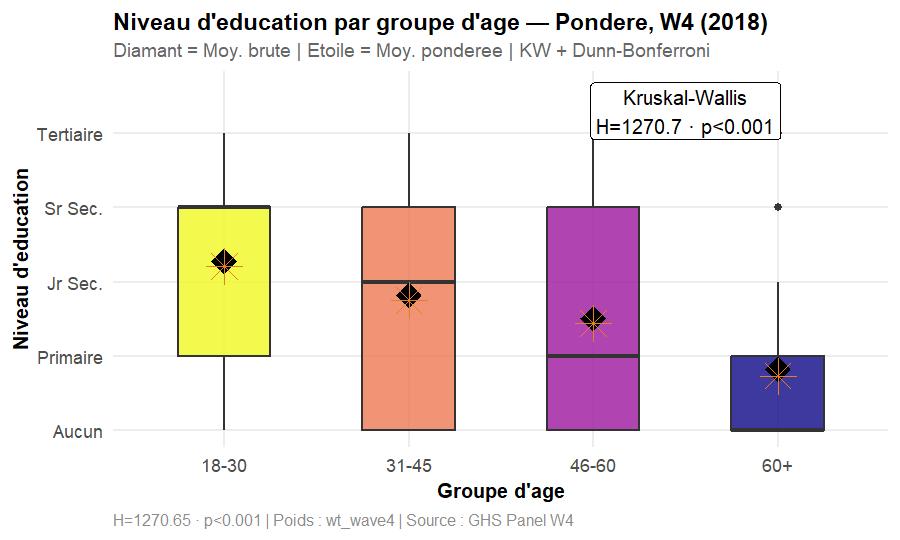 Niveau d'education par groupe d'age — Pondere, W4 (2018)
Diamant = Moy. brute | Etoile = Moy. ponderee | KW + Dunn-Bonferroni
Kruskal-Wallis
H=1270.7 · p<0.001
Niveau d'education
Tertiaire
Sr Sec.
Jr Sec.
Primaire
Aucun
18-30
31-45
46-60
60+
Groupe d'age
H=1270.65 · p<0.001 | Poids : wt_wave4 | Source : GHS Panel W4